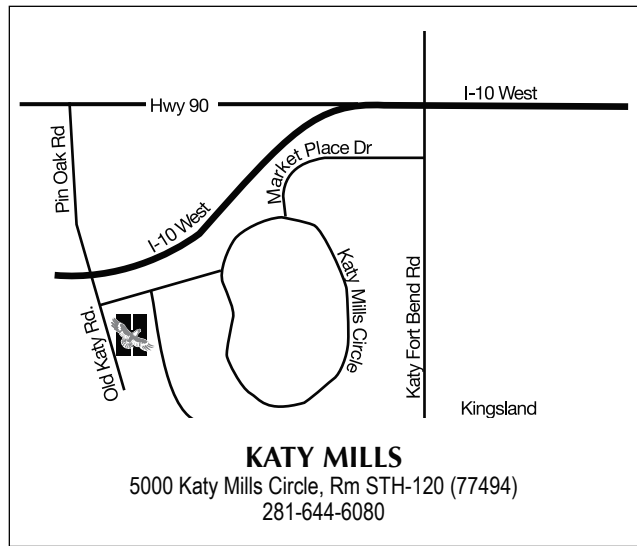 I-10 West
Hwy 90
Market Place Dr
Pin Oak Rd
I-10 West
Katy Mills Circle
Katy Fort Bend Rd
Old Katy Rd.
Kingsland
KATY MILLS
5000 Katy Mills Circle, Rm STH-120 (77494)
281-644-6080